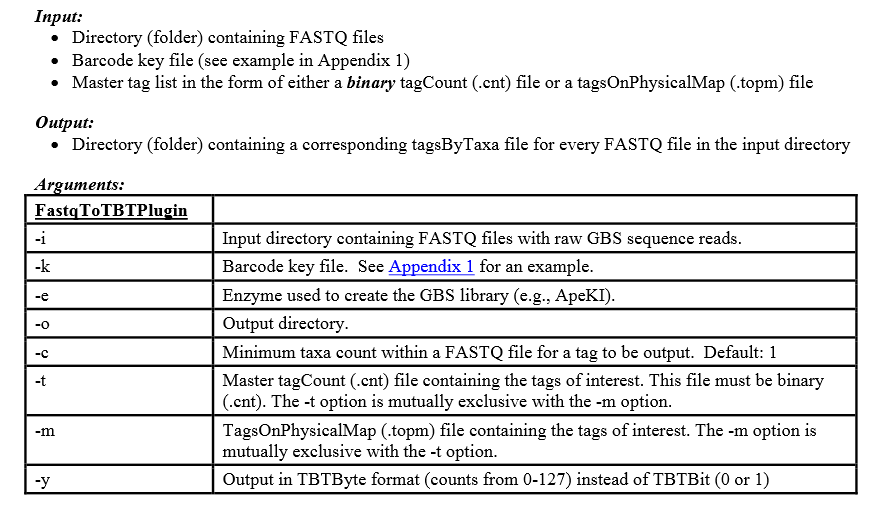 Input:
• Directory (folder) containing FASTQ files
• Barcode key file (see example in Appendix 1)
• Master tag list in the form of either a binary tagCount (.cnt) file or a tagsOnPhysicalMap (.topm) file
Output:
• Directory (folder) containing a corresponding tagsByTaxa file for every FASTQ file in the input directory
Arguments:
FastqToTBTPlugin
-i Input directory containing FASTQ files with raw GBS sequence reads.
-k Barcode key file. See Appendix 1 for an example.
-e Enzyme used to create the GBS library (e.g., ApeKI).
-o Output directory.
-c Minimum taxa count within a FASTQ file for a tag to be output. Default: 1
-t Master tagCount (.cnt) file containing the tags of interest. This file must be binary
(.cnt). The -t option is mutually exclusive with the -m option.
-m TagsOnPhysicalMap (.topm) file containing the tags of interest. The -m option is
mutually exclusive with the -t option.
-y Output in TBTByte format (counts from 0-127) instead of TBTBit (0 or 1)